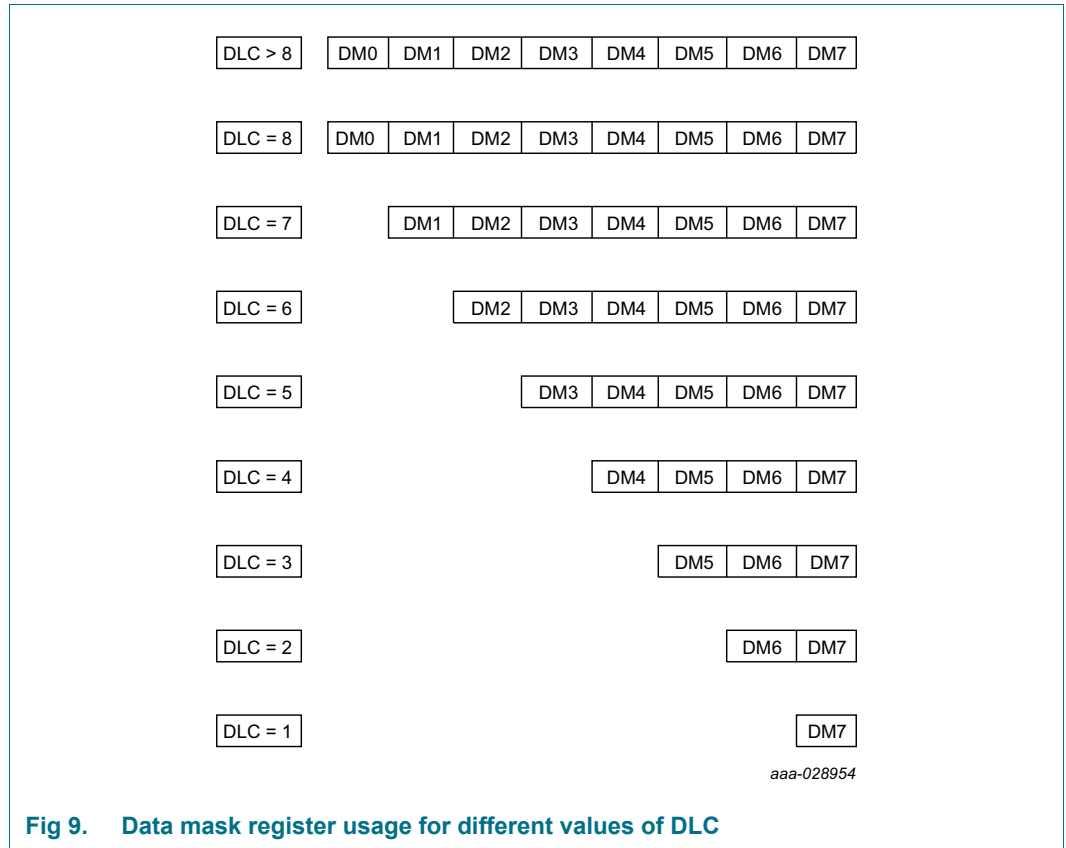 DLC > 8 DM0 DM1 DM2 DM3 DM4 DM5 DM6 DM7
DLC = 8 DM0 DM1 DM2 DM3 DM4 DM5 DM6 DM7
DLC = 7 DM1 DM2 DM3 DM4 DM5 DM6 DM7
DLC = 6 DM2 DM3 DM4 DM5 DM6 DM7
DLC = 5 DM3 DM4 DM5 DM6 DM7
DLC = 4 DM4 DM5 DM6 DM7
DLC = 3 DM5 DM6 DM7
DLC = 2 DM6 DM7
DLC = 1 DM7
aaa-028954
Fig 9. Data mask register usage for different values of DLC